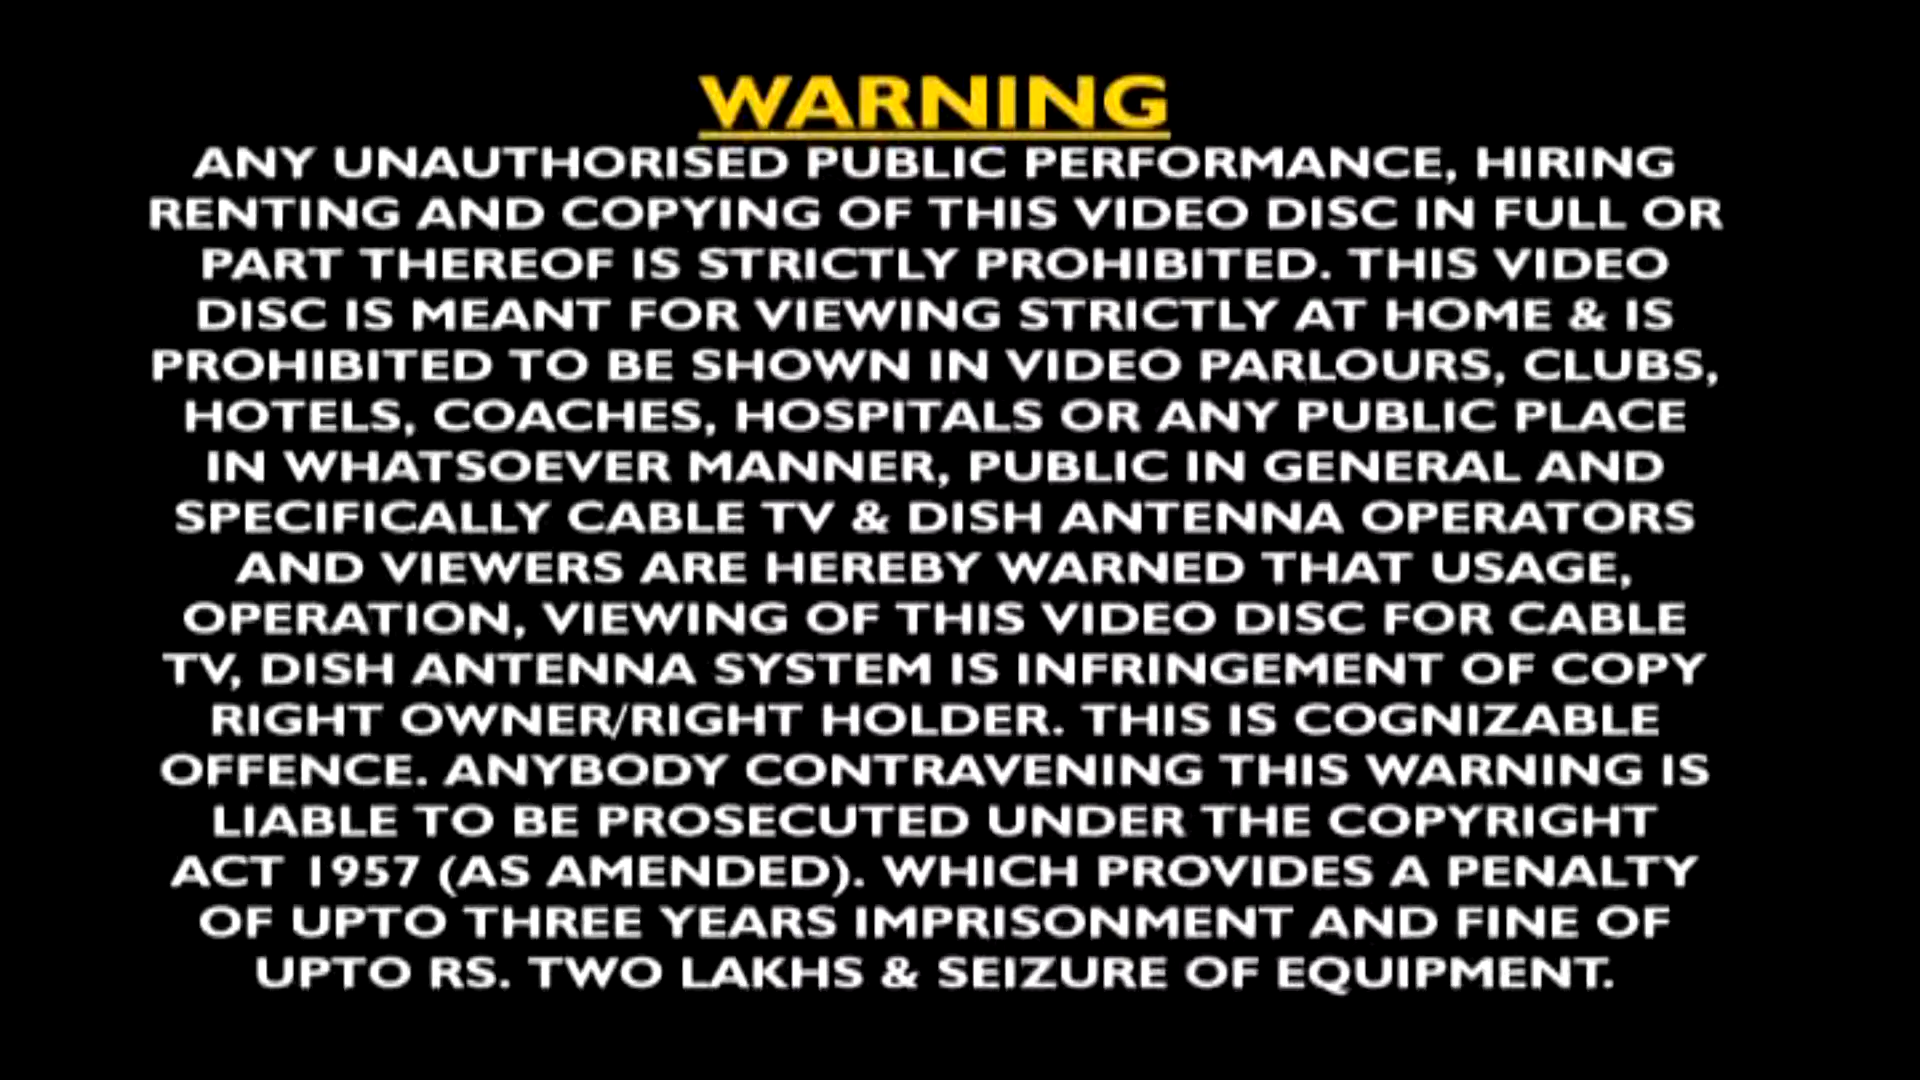 WARNING
ANY UNAUTHORISED PUBLIC PERFORMANCE, HIRING
RENTING AND COPYING OF THIS VIDEO DISC IN FULL OR
PART THEREOF IS STRICTLY PROHIBITED. THIS VIDEO
DISC IS MEANT FOR VIEWING STRICTLY AT HOME & IS
PROHIBITED TO BE SHOWN IN VIDEO PARLOURS, CLUBS,
HOTELS, COACHES, HOSPITALS OR ANY PUBLIC PLACE
IN WHATSOEVER MANNER, PUBLIC IN GENERAL AND
SPECIFICALLY CABLE TV & DISH ANTENNA OPERATORS
AND VIEWERS ARE HEREBY WARNED THAT USAGE,
OPERATION, VIEWING OF THIS VIDEO DISC FOR CABLE
TV, DISH ANTENNA SYSTEM IS INFRINGEMENT OF COPY
RIGHT OWNER/RIGHT HOLDER. THIS IS COGNIZABLE
OFFENCE. ANYBODY CONTRAVENING THIS WARNING IS
LIABLE TO BE PROSECUTED UNDER THE COPYRIGHT
ACT 1957 (AS AMENDED). WHICH PROVIDES A PENALTY
OF UPTO THREE YEARS IMPRISONMENT AND FINE OF
UPTO RS. TWO LAKHS & SEIZURE OF EQUIPMENT.